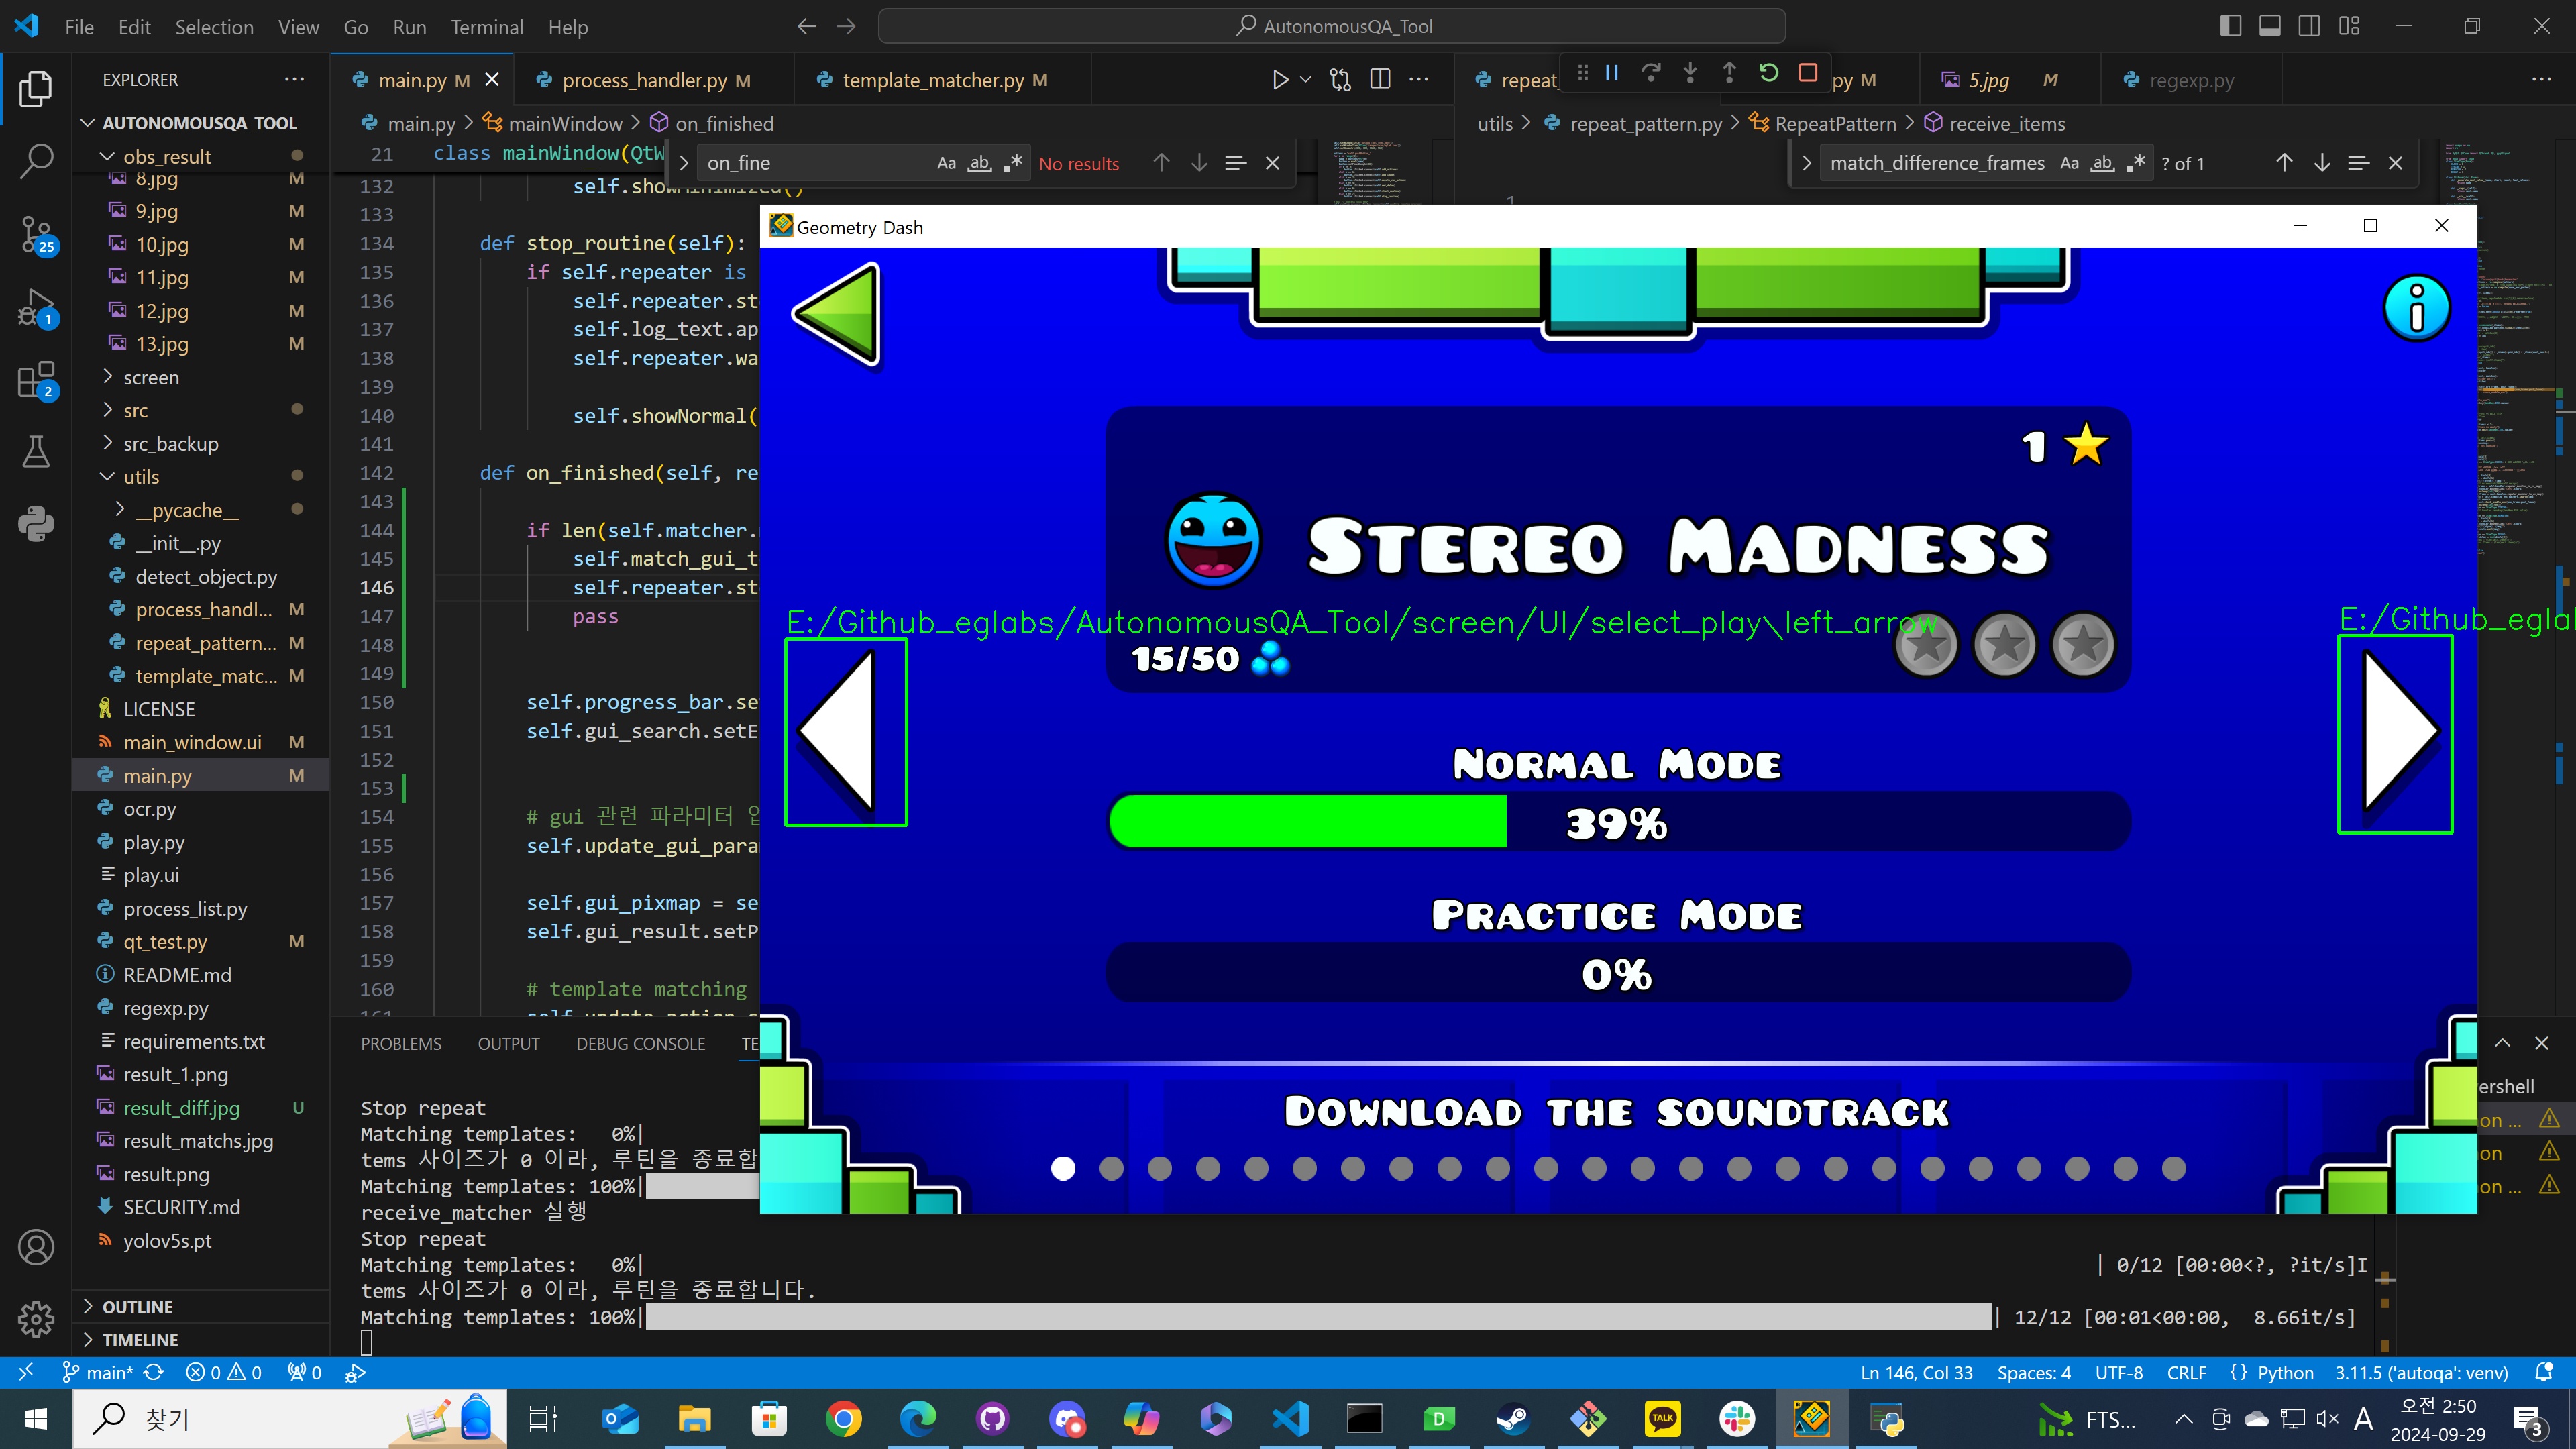 File Edit Selection View Go Run Terminal Help
AutonomousQA_Tool
EXPLORER
main.py M
process_handler.py M
template_matcher.py M
repeat_
py M
5.jpg M
regexp.py
AUTONOMOUSQA_TOOL
main.py > mainWindow > on_finished
utils > repeat_pattern.py > RepeatPattern > receive_items
on_fine
Aa ab
No results
match_difference_frames
Aa ab
? of 1
obs_result
8.jpg M
9.jpg M
10.jpg M
11.jpg M
12.jpg M
13.jpg M
screen
src
src_backup
utils
__pycache__
__init__.py
detect_object.py
process_handl... M
repeat_pattern... M
template_matc... M
LICENSE
main_window.ui M
main.py M
ocr.py
play.py
play.ui
process_list.py
qt_test.py M
README.md
regexp.py
requirements.txt
result_1.png
result_diff.jpg U
result_matchs.jpg
result.png
SECURITY.md
yolov5s.pt
OUTLINE
TIMELINE
25
1
2
21 class mainWindow(QtW
132 self.showMinimized()
133
134 def stop_routine(self):
135 if self.repeater is
136 self.repeater.st
137 self.log_text.ap
138 self.repeater.wa
139
140 self.showNormal(
141
142 def on_finished(self, re
143
144 if len(self.matcher.
145 self.match_gui_t
146 self.repeater.st
147 pass
148
149
150 self.progress_bar.se
151 self.gui_search.setE
152
153
154 # gui 관련 파라미터
155 self.update_gui_para
156
157 self.gui_pixmap = se
158 self.gui_result.setP
159
160 # template matching
1
Geometry Dash
1
STEREO MADNESS
E:/Github_eglabs/AutonomousQA_Tool/screen/UI/select_play\left_arrow
E:/Github_egla
15/50
NORMAL MODE
39%
PRACTICE MODE
0%
DOWNLOAD THE SOUNDTRACK
PROBLEMS OUTPUT DEBUG CONSOLE TE
ershell
on ...
on
on ...
Stop repeat
Matching templates: 0%|
tems 사이즈가 0 이라, 루틴을 종료합
Matching templates: 100%|
receive_matcher 실행
Stop repeat
Matching templates: 0%| | 0/12 [00:00<?, ?it/s]I
tems 사이즈가 0 이라, 루틴을 종료합니다.
Matching templates: 100%| | 12/12 [00:01<00:00, 8.66it/s]
main* 0 0 0
Ln 146, Col 33 Spaces: 4 UTF-8 CRLF {} Python 3.11.5 ('autoqa': venv)
찾기
TALK
FTS...
A
오전 2:50
2024-09-29
3